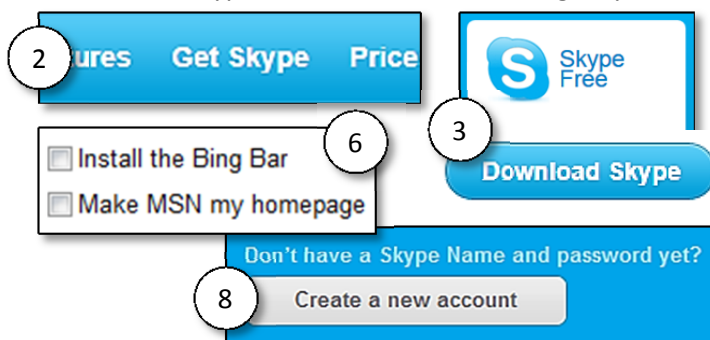 2
ures Get Skype Price
S Skype
Free
3
Download Skype
6
Install the Bing Bar
Make MSN my homepage
Don't have a Skype Name and password yet?
8
Create a new account